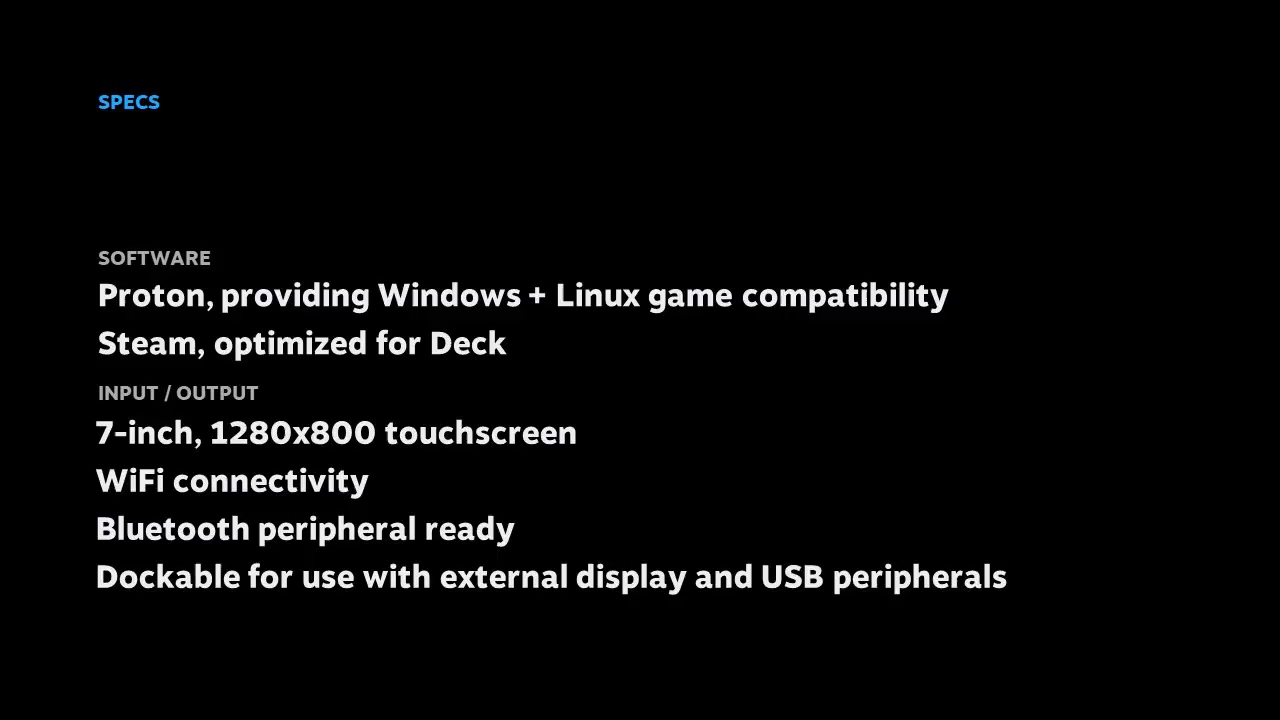 SPECS
SOFTWARE
Proton, providing Windows + Linux game compatibility
Steam, optimized for Deck
INPUT / OUTPUT
7-inch, 1280x800 touchscreen
WiFi connectivity
Bluetooth peripheral ready
Dockable for use with external display and USB peripherals